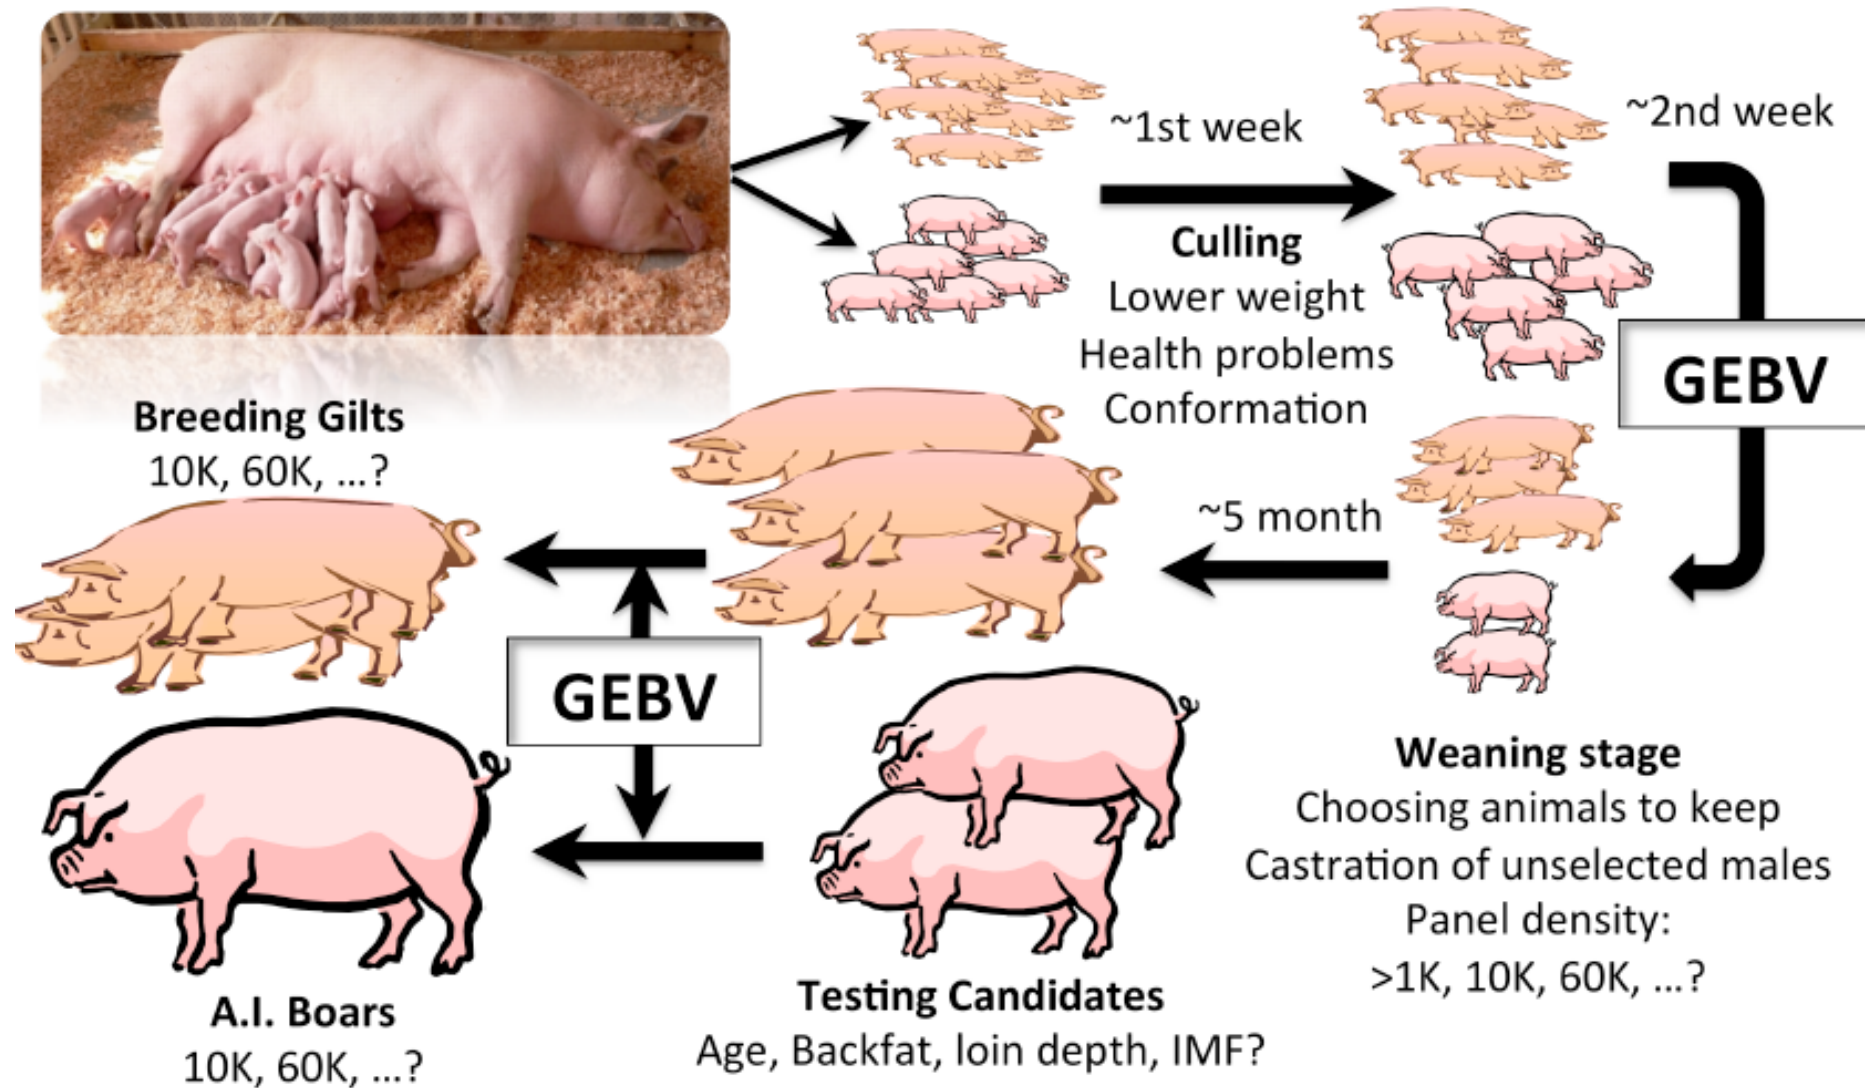 ~1st week
~2nd week
Culling
Lower weight
Health problems
Conformation
GEBV
Breeding Gilts
10K, 60K, ...?
~5 month
GEBV
Weaning stage
Choosing animals to keep
Castration of unselected males
Panel density:
>1K, 10K, 60K, ...?
Testing Candidates
Age, Backfat, loin depth, IMF?
A.I. Boars
10K, 60K, ...?